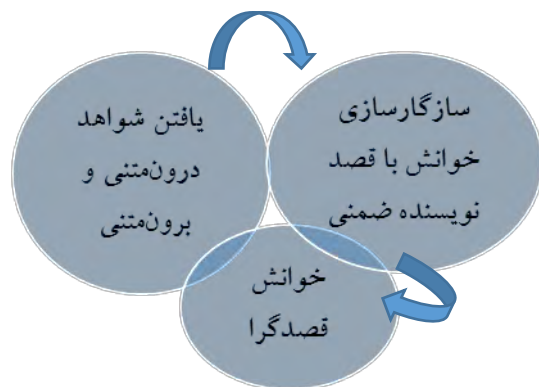 سازگارسازی
خوانش با قصد
نویسنده ضمنی
یافتن شواهد
درون‌متنی و
برون‌متنی
خوانش
قصدگرا